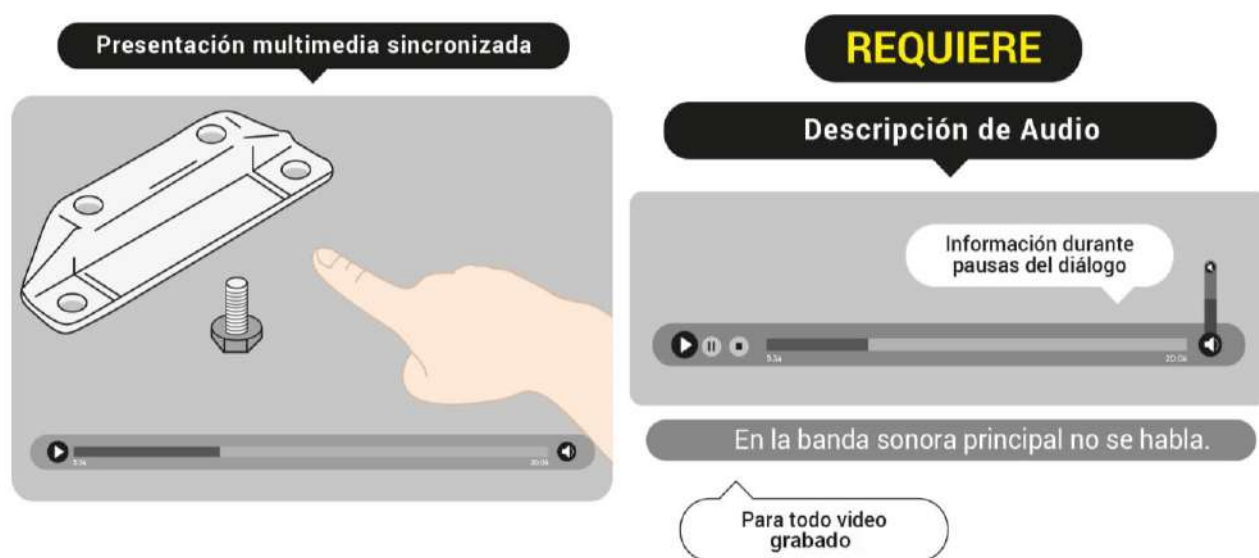 Presentación multimedia sincronizada
REQUIERE
Descripción de Audio
Información durante
pausas del diálogo
En la banda sonora principal no se habla.
Para todo video
grabado